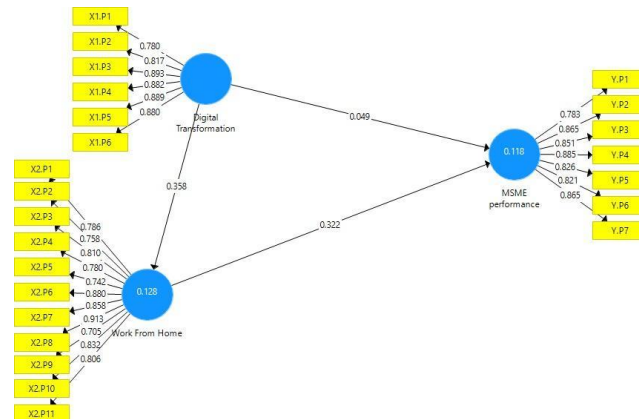 X1.P1
X1.P2
X1.P3
X1.P4
X1.P5
X1.P6
0.780
0.817
0.893
0.882
0.889
0.880
Digital
Transformation
0.049
0.358
0.322
X2.P1
X2.P2
X2.P3
X2.P4
X2.P5
X2.P6
X2.P7
X2.P8
X2.P9
X2.P10
X2.P11
0.786
0.758
0.810
0.780
0.742
0.880
0.858
0.913
0.705
0.832
0.806
0.128
Work From Home
0.118
MSME
performance
0.783
0.865
0.851
0.885
0.826
0.821
0.865
Y.P1
Y.P2
Y.P3
Y.P4
Y.P5
Y.P6
Y.P7